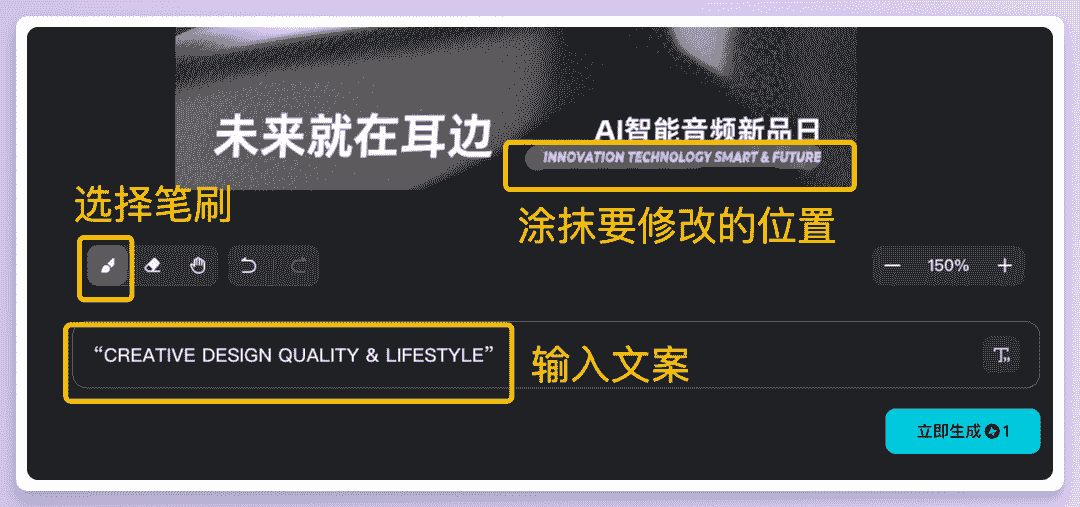 未来就在耳边
AI智能音频新品日
INNOVATION TECHNOLOGY SMART & FUTURE
选择笔刷
涂抹要修改的位置
150%
“CREATIVE DESIGN QUALITY & LIFESTYLE”
输入文案
立即生成 1